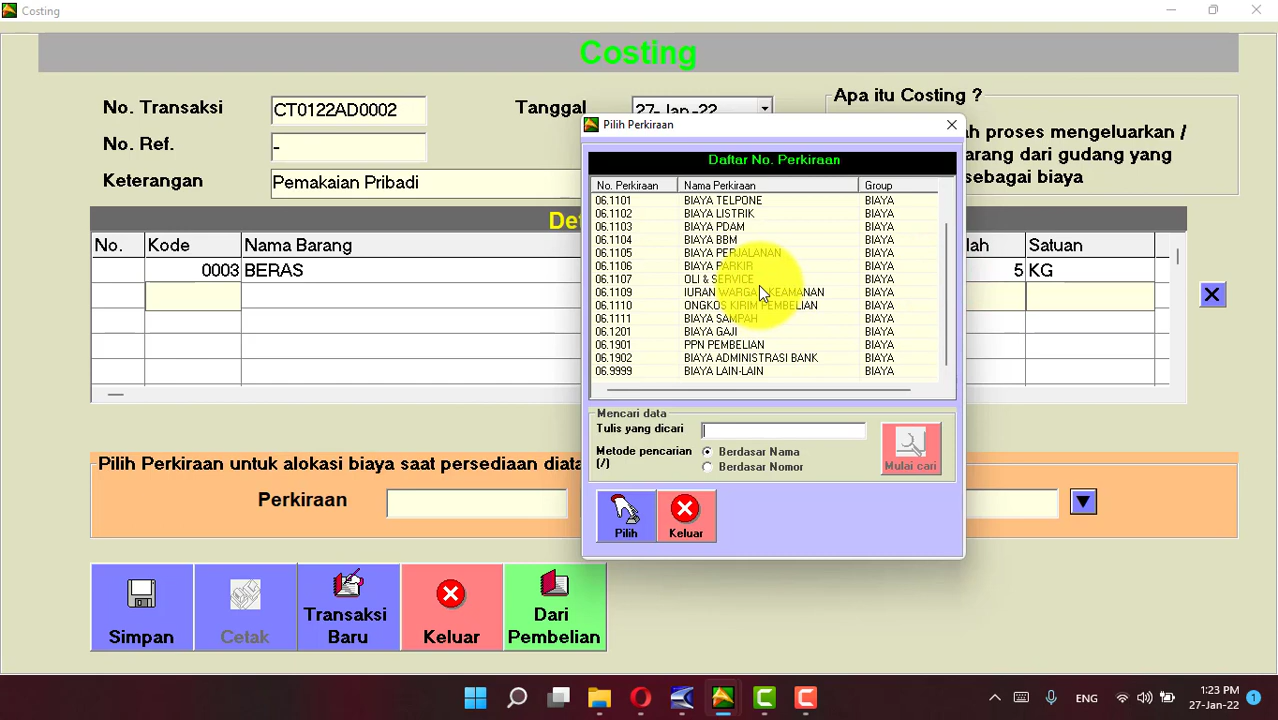 Costing
Costing
No. Transaksi
CT0122AD0002
Tanggal
27-Jan-22
Apa itu Costing ?
No. Ref.
-
Keterangan
Pemakaian Pribadi
ah proses mengeluarkan /
arang dari gudang yang
sebagai biaya
No. Kode Nama Barang lah Satuan
0003 BERAS 5 KG
Pilih Perkiraan
Daftar No. Perkiraan
No. Perkiraan Nama Perkiraan Group
06.1101 BIAYA TELPONE BIAYA
06.1102 BIAYA LISTRIK BIAYA
06.1103 BIAYA PDAM BIAYA
06.1104 BIAYA BBM BIAYA
06.1105 BIAYA PERJALANAN BIAYA
06.1106 BIAYA PARKIR BIAYA
06.1107 OLI & SERVICE BIAYA
06.1109 IURAN WARGA KEAMANAN BIAYA
06.1110 ONGKOS KIRIM PEMBELIAN BIAYA
06.1111 BIAYA SAMPAH BIAYA
06.1201 BIAYA GAJI BIAYA
06.1901 PPN PEMBELIAN BIAYA
06.1902 BIAYA ADMINISTRASI BANK BIAYA
06.9999 BIAYA LAIN-LAIN BIAYA
Mencari data
Tulis yang dicari
Metode pencarian
(/)
Berdasar Nama
Berdasar Nomor
Mulai cari
Pilih
Keluar
Pilih Perkiraan untuk alokasi biaya saat persediaan diata
Perkiraan
Simpan
Cetak
Transaksi
Baru
Keluar
Dari
Pembelian
ENG
1:23 PM
27-Jan-22
1